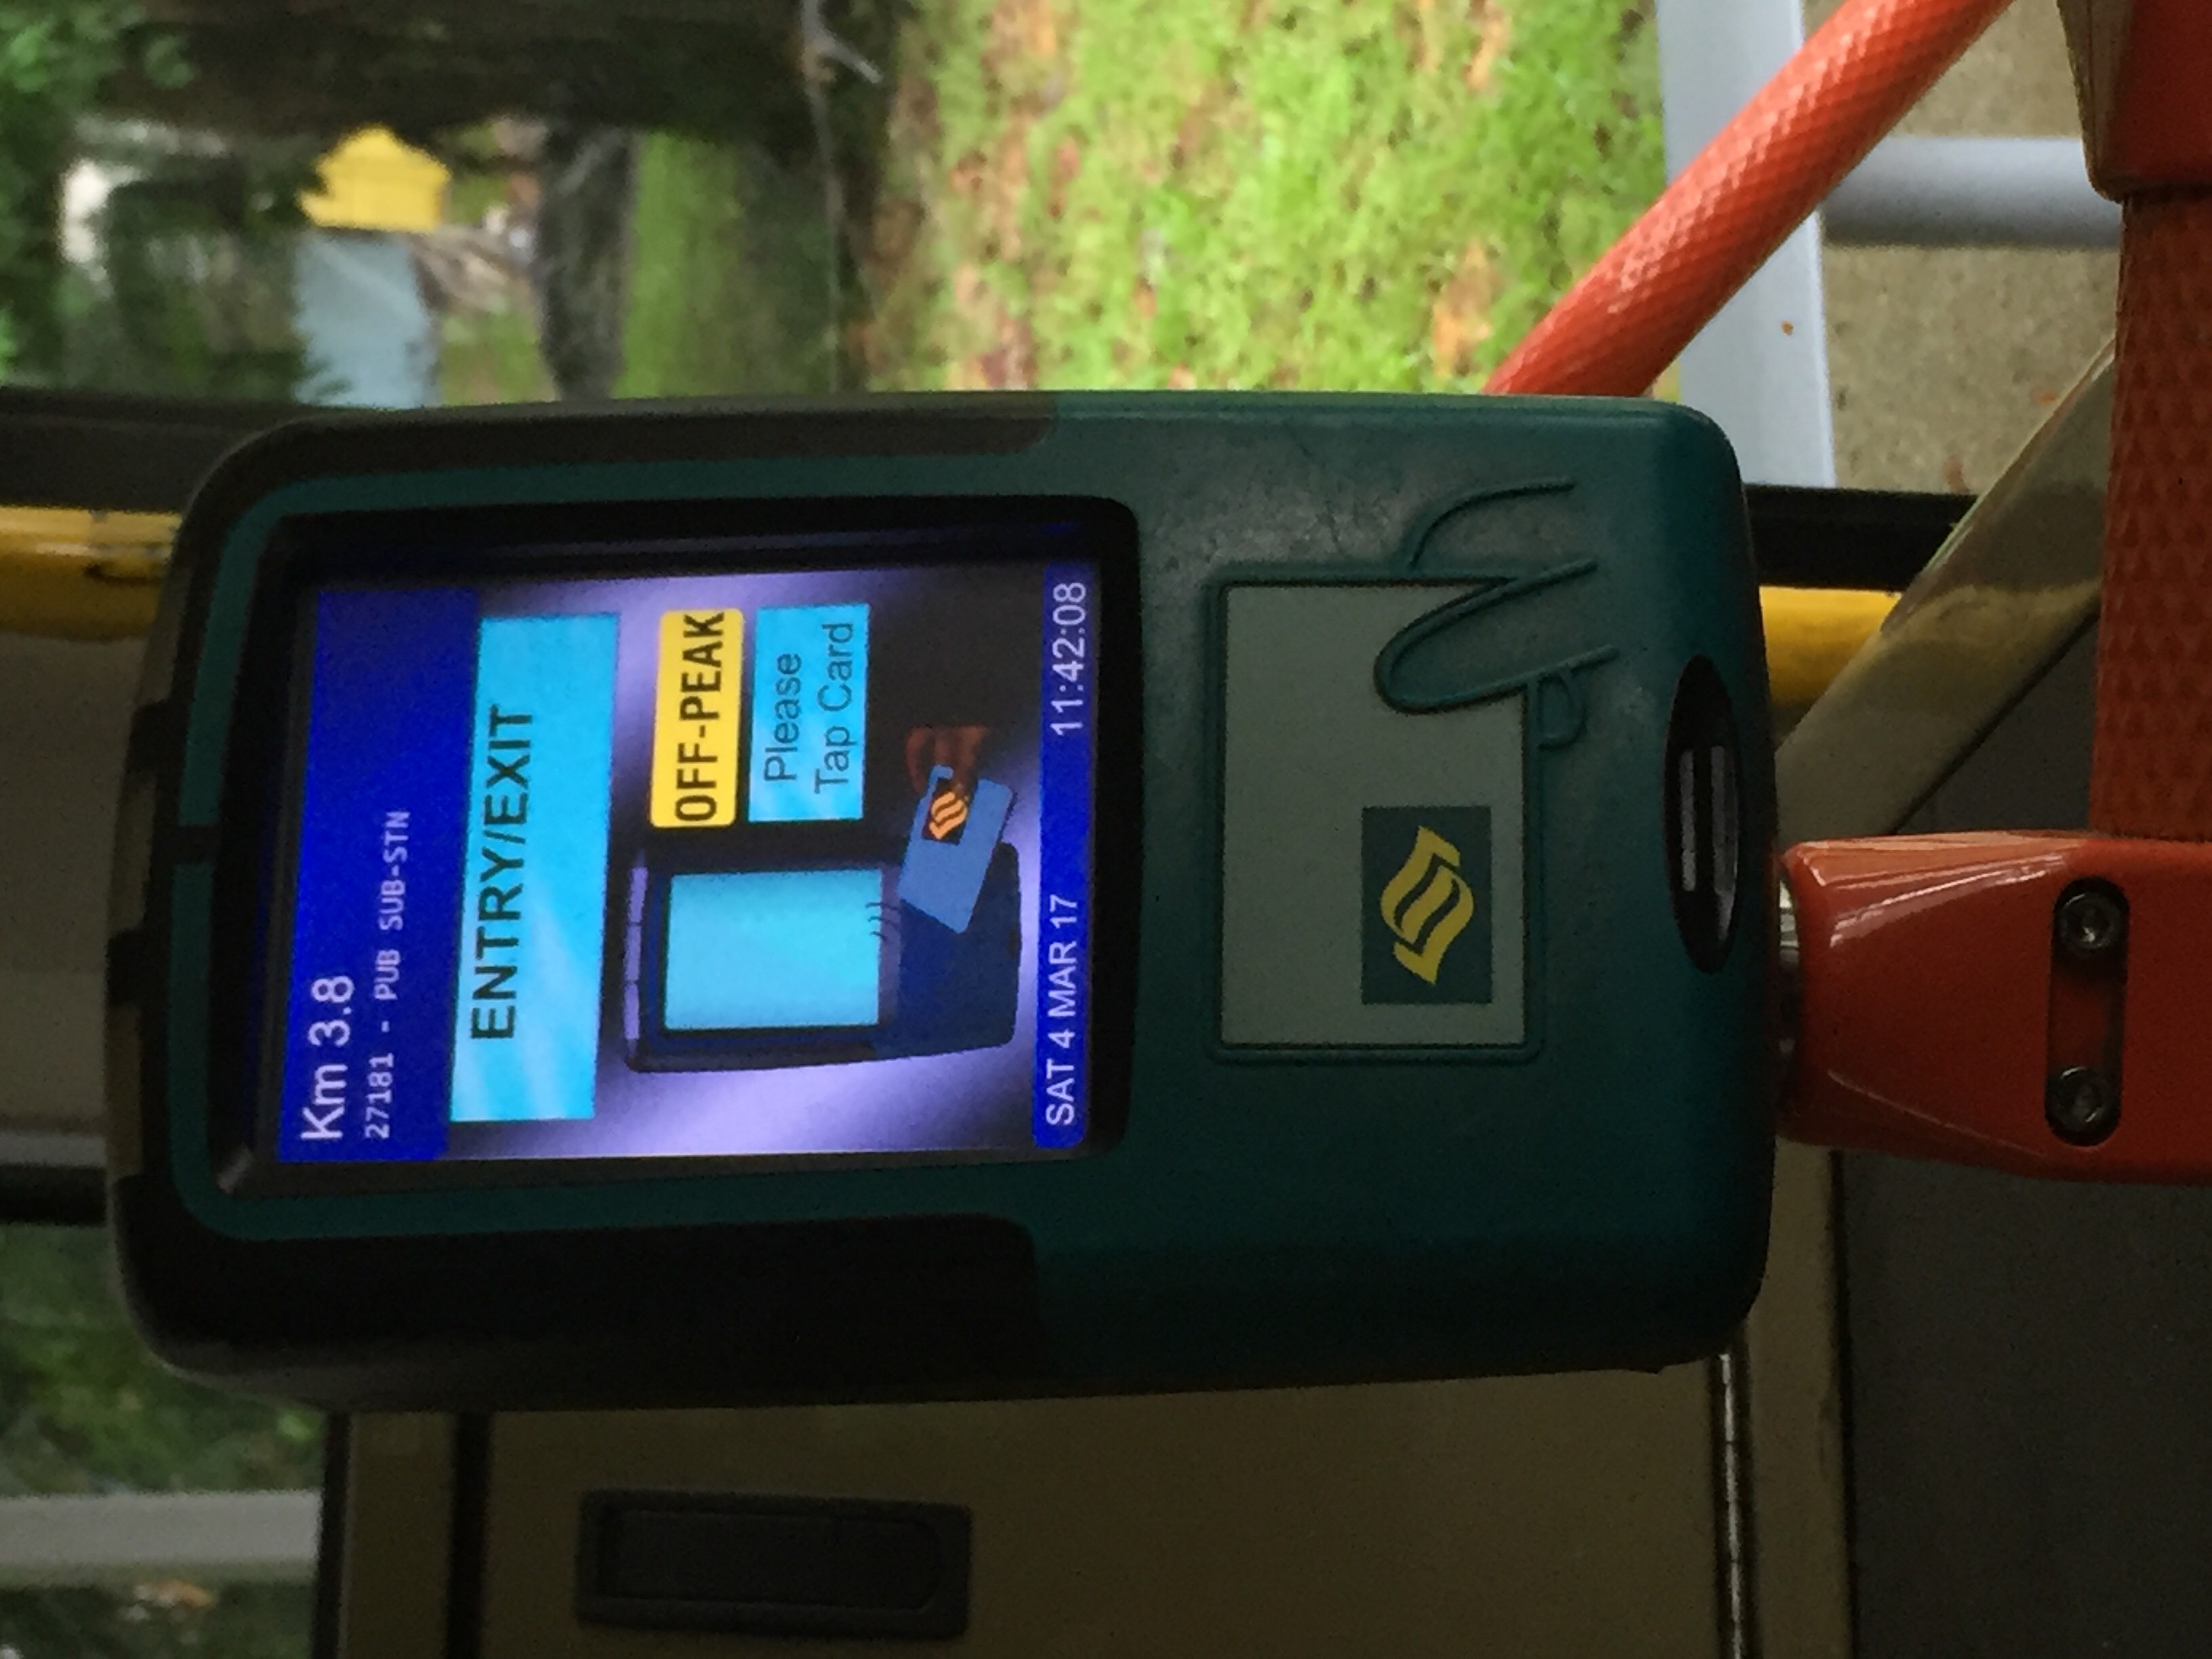 Km 3.8
27181 - PUB SUB-STN
ENTRY/EXIT
OFF-PEAK
Please
Tap Card
SAT 4 MAR 17 11:42:08